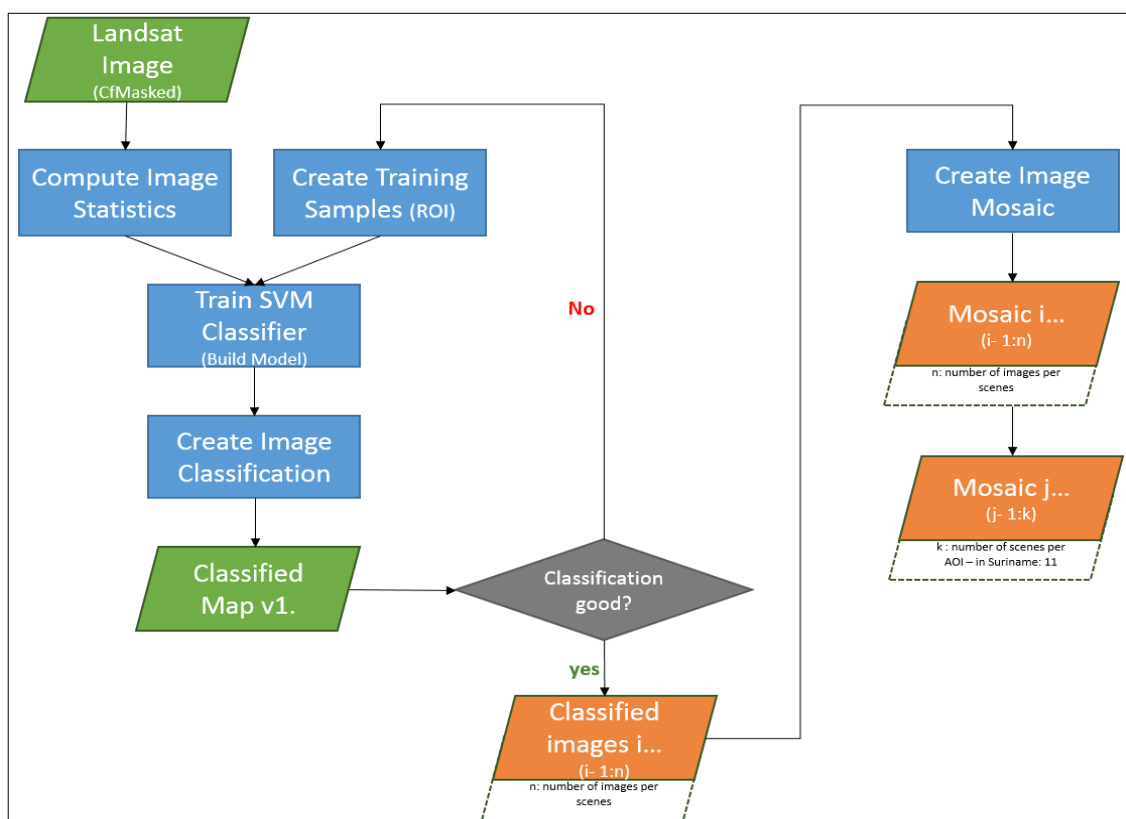 Landsat
Image
(CfMasked)
Compute Image
Statistics
Create Training
Samples (ROI)
Train SVM
Classifier
(Build Model)
Create Image
Classification
Classified
Map v1.
Classification
good?
No
yes
Classified
images i...
(i- 1:n)
n: number of images per
scenes
Create Image
Mosaic
Mosaic i...
(i- 1:n)
n: number of images per
scenes
Mosaic j...
(j- 1:k)
k : number of scenes per
AOI – in Suriname: 11